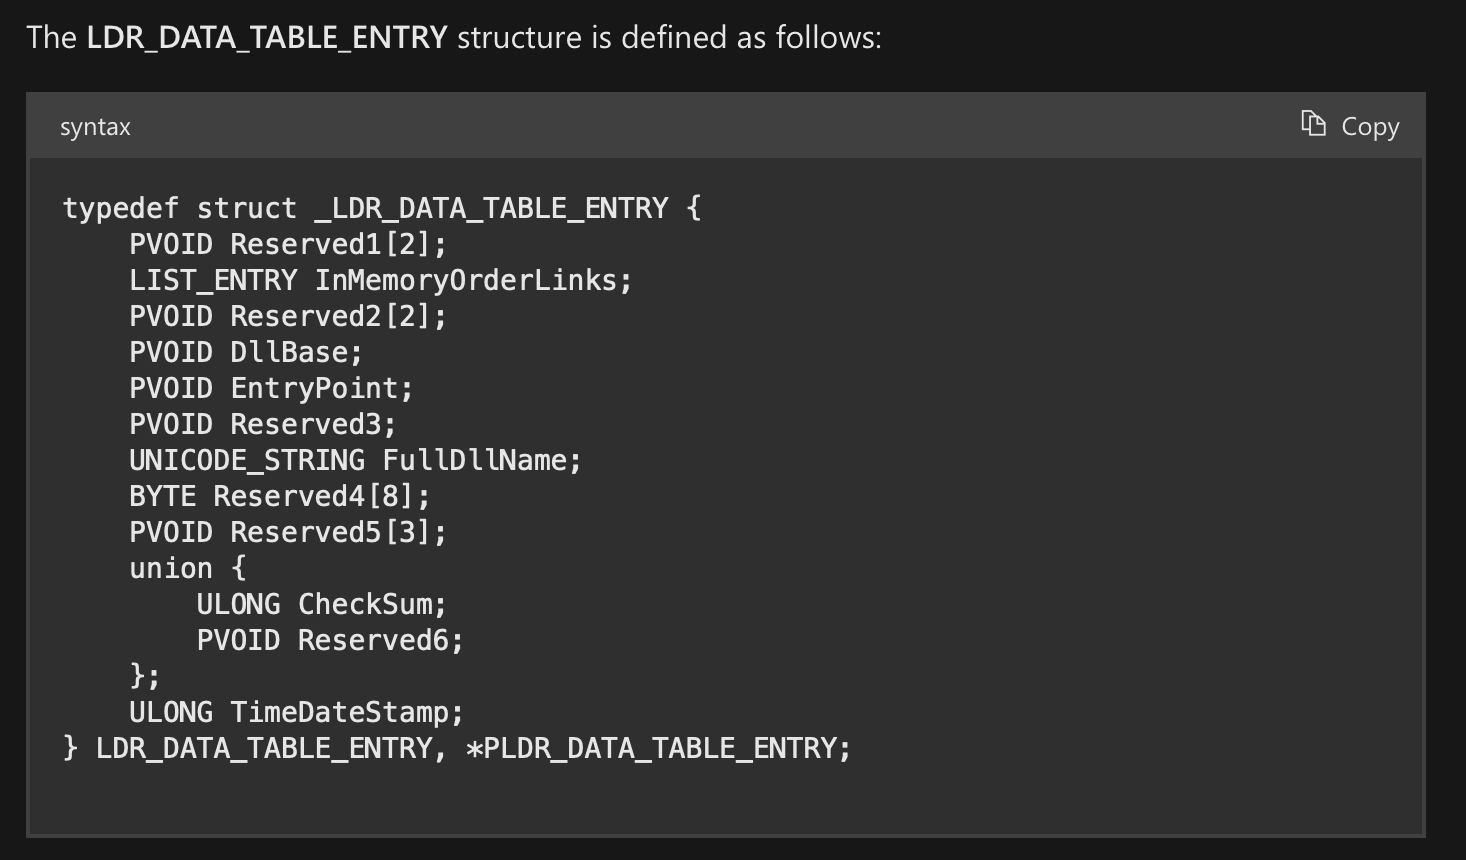 The LDR_DATA_TABLE_ENTRY structure is defined as follows:
syntax
Copy
typedef struct _LDR_DATA_TABLE_ENTRY {
    PVOID Reserved1[2];
    LIST_ENTRY InMemoryOrderLinks;
    PVOID Reserved2[2];
    PVOID DllBase;
    PVOID EntryPoint;
    PVOID Reserved3;
    UNICODE_STRING FullDllName;
    BYTE Reserved4[8];
    PVOID Reserved5[3];
    union {
        ULONG CheckSum;
        PVOID Reserved6;
    };
    ULONG TimeDateStamp;
} LDR_DATA_TABLE_ENTRY, *PLDR_DATA_TABLE_ENTRY;